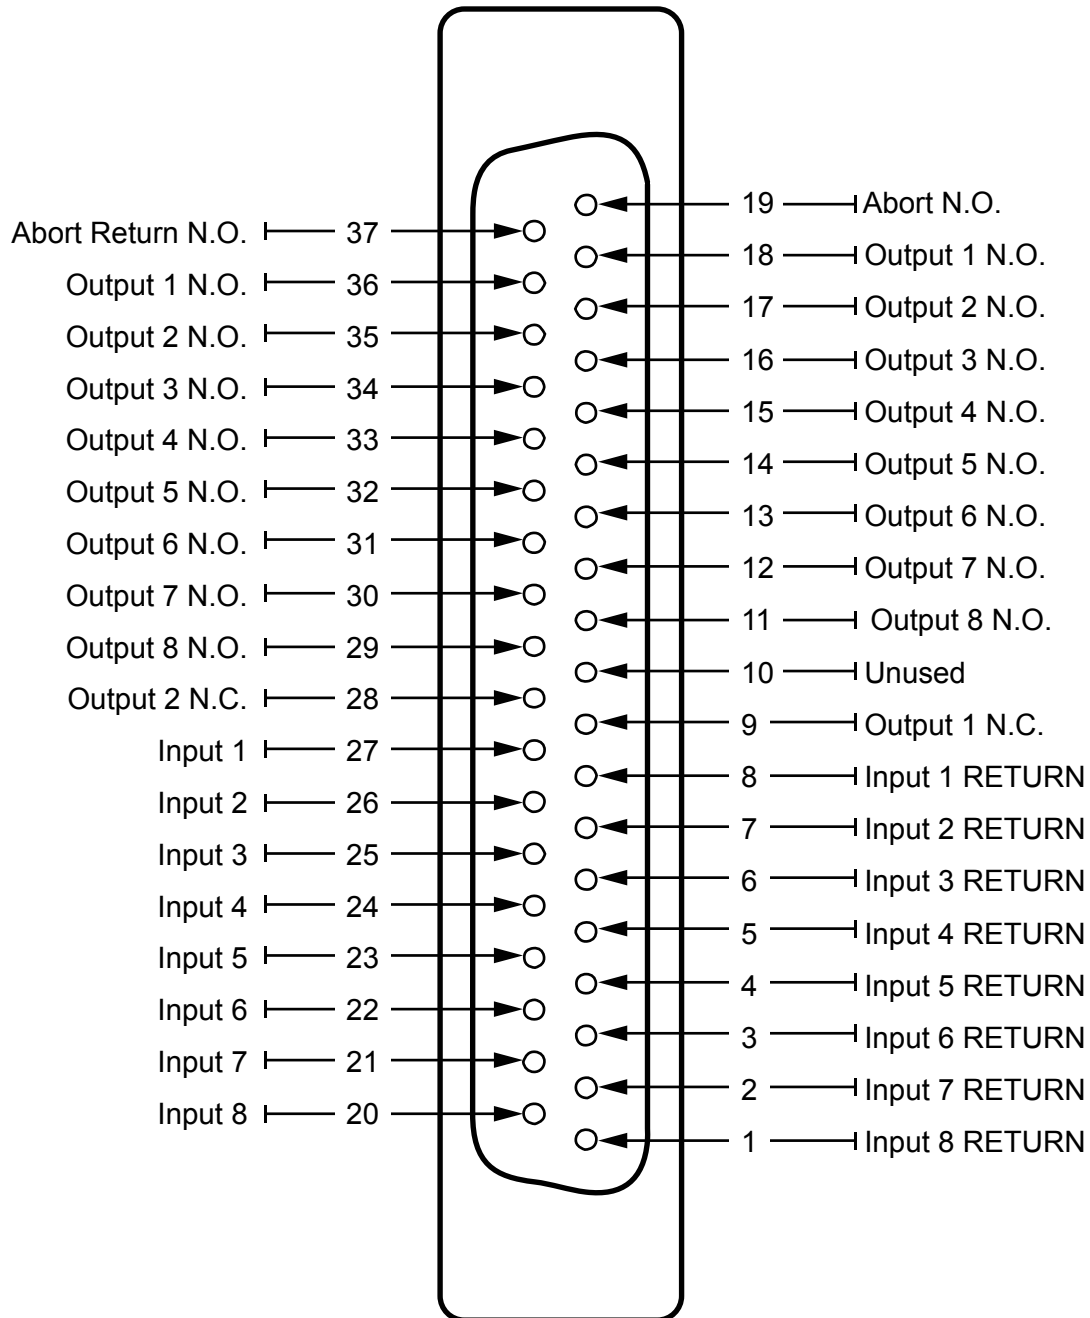 19 Abort N.O.
Abort Return N.O. 37
18 Output 1 N.O.
Output 1 N.O. 36
17 Output 2 N.O.
Output 2 N.O. 35
16 Output 3 N.O.
Output 3 N.O. 34
15 Output 4 N.O.
Output 4 N.O. 33
14 Output 5 N.O.
Output 5 N.O. 32
13 Output 6 N.O.
Output 6 N.O. 31
12 Output 7 N.O.
Output 7 N.O. 30
11 Output 8 N.O.
Output 8 N.O. 29
10 Unused
Output 2 N.C. 28
9 Output 1 N.C.
Input 1 27
8 Input 1 RETURN
Input 2 26
7 Input 2 RETURN
Input 3 25
6 Input 3 RETURN
Input 4 24
5 Input 4 RETURN
Input 5 23
4 Input 5 RETURN
Input 6 22
3 Input 6 RETURN
Input 7 21
2 Input 7 RETURN
Input 8 20
1 Input 8 RETURN